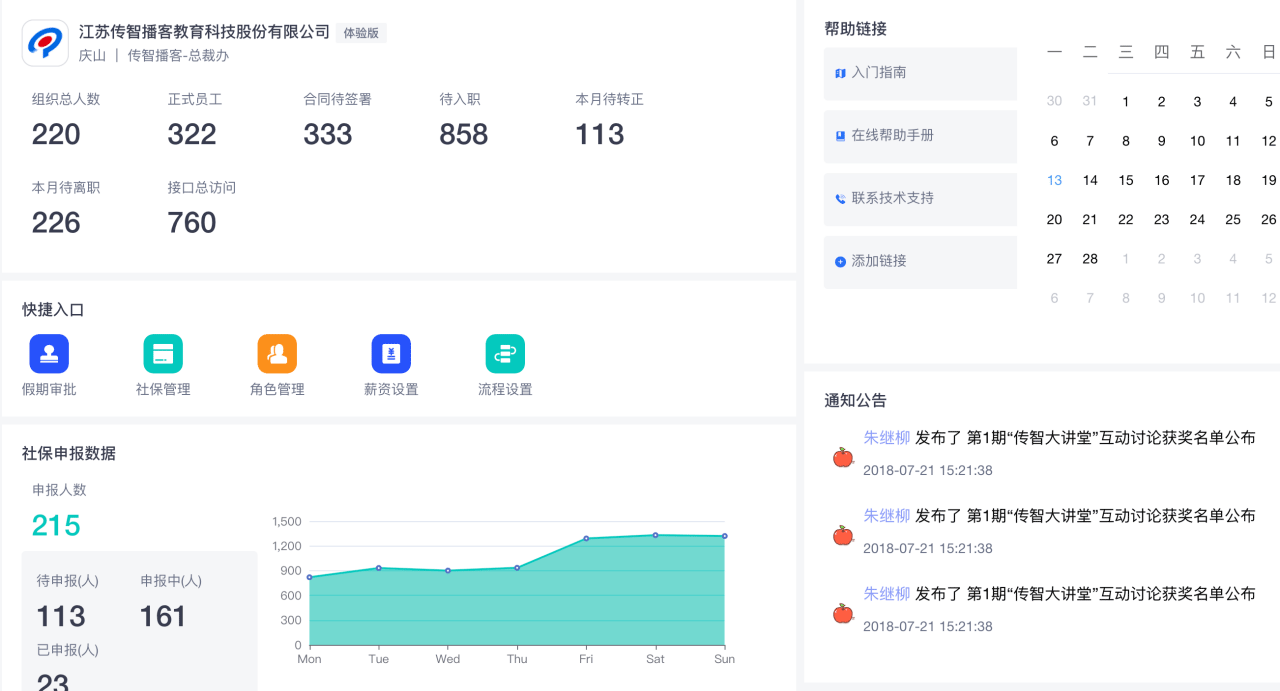 江苏传智播客教育科技股份有限公司 体验版
庆山 | 传智播客-总裁办
组织总人数 正式员工 合同待签署 待入职 本月待转正
220 322 333 858 113
本月待离职 接口总访问
226 760
快捷入口
假期审批 社保管理 角色管理 薪资设置 流程设置
社保申报数据
申报人数
215
待申报(人) 申报中(人)
113 161
已申报(人)
23
1,500
1,200
900
600
300
0
Mon Tue Wed Thu Fri Sat Sun
帮助链接
入门指南
在线帮助手册
联系技术支持
添加链接
一 二 三 四 五 六 日
30 31 1 2 3 4 5
6 7 8 9 10 11 12
13 14 15 16 17 18 19
20 21 22 23 24 25 26
27 28 1 2 3 4 5
6 7 8 9 10 11 12
通知公告
朱继柳 发布了 第1期“传智大讲堂”互动讨论获奖名单公布
2018-07-21 15:21:38
朱继柳 发布了 第1期“传智大讲堂”互动讨论获奖名单公布
2018-07-21 15:21:38
朱继柳 发布了 第1期“传智大讲堂”互动讨论获奖名单公布
2018-07-21 15:21:38